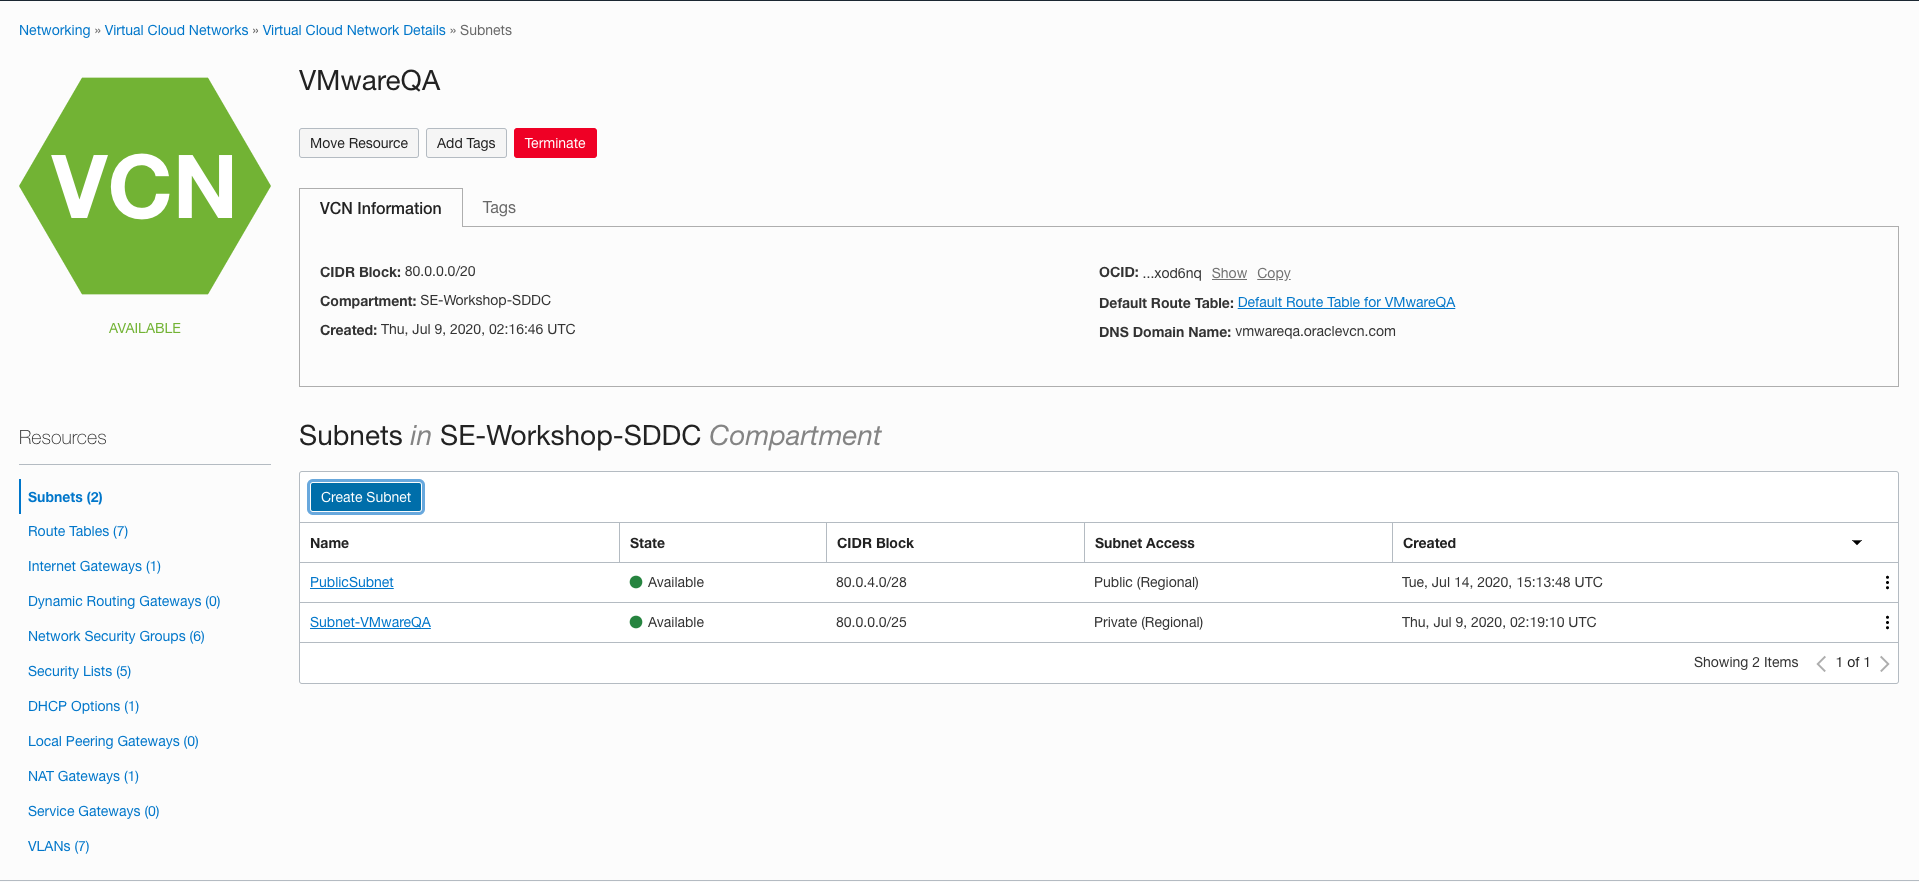 Networking » Virtual Cloud Networks » Virtual Cloud Network Details » Subnets
VCN
AVAILABLE
VMwareQA
Move Resource Add Tags Terminate
VCN Information Tags
CIDR Block: 80.0.0.0/20
Compartment: SE-Workshop-SDDC
Created: Thu, Jul 9, 2020, 02:16:46 UTC
OCID: ...xod6nq Show Copy
Default Route Table: Default Route Table for VMwareQA
DNS Domain Name: vmwareqa.oraclevcn.com
Resources
Subnets (2)
Route Tables (7)
Internet Gateways (1)
Dynamic Routing Gateways (0)
Network Security Groups (6)
Security Lists (5)
DHCP Options (1)
Local Peering Gateways (0)
NAT Gateways (1)
Service Gateways (0)
VLANs (7)
Subnets in SE-Workshop-SDDC Compartment
Create Subnet
Name State CIDR Block Subnet Access Created
PublicSubnet Available 80.0.4.0/28 Public (Regional) Tue, Jul 14, 2020, 15:13:48 UTC
Subnet-VMwareQA Available 80.0.0.0/25 Private (Regional) Thu, Jul 9, 2020, 02:19:10 UTC
Showing 2 Items 1 of 1